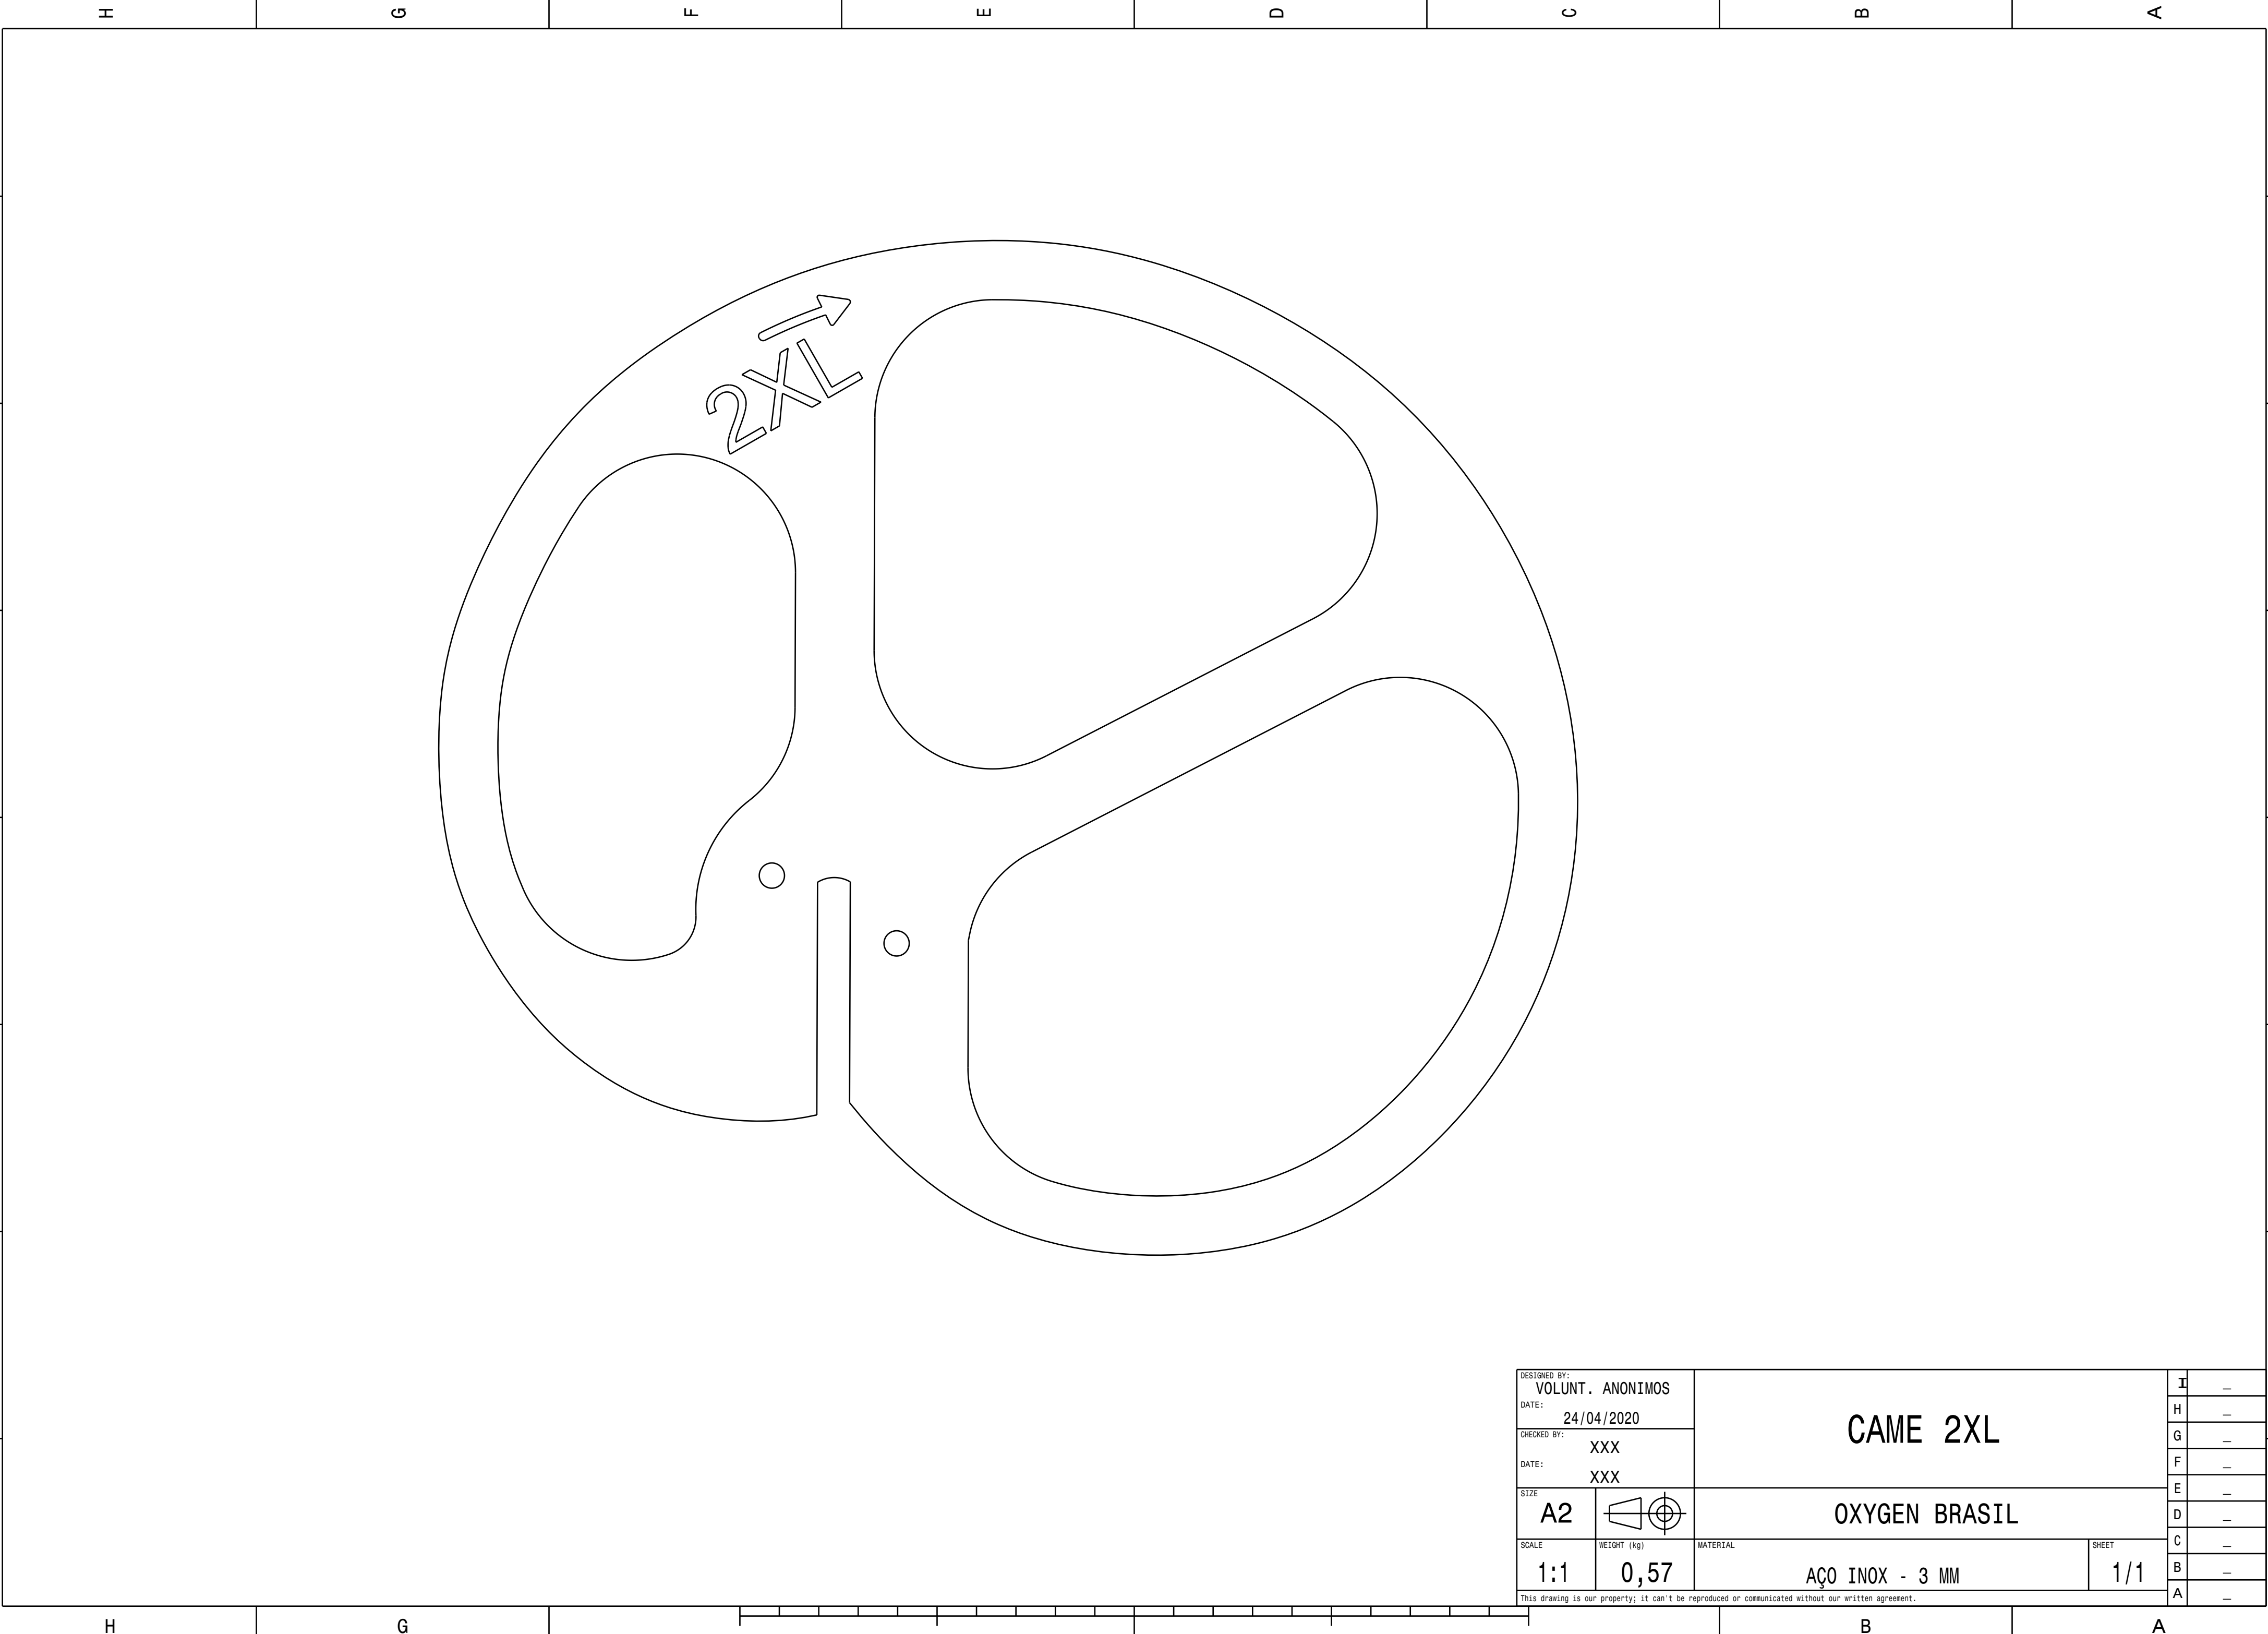 H G F E D C B A
2XL
DESIGNED BY:
VOLUNT. ANONIMOS
DATE:
24/04/2020
CHECKED BY:
XXX
DATE:
XXX
SIZE
A2
SCALE
1:1
WEIGHT (kg)
0,57
CAME 2XL
OXYGEN BRASIL
MATERIAL
AÇO INOX - 3 MM
SHEET
1/1
This drawing is our property; it can't be reproduced or communicated without our written agreement.
I _
H _
G _
F _
E _
D _
C _
B _
A _
H G B A